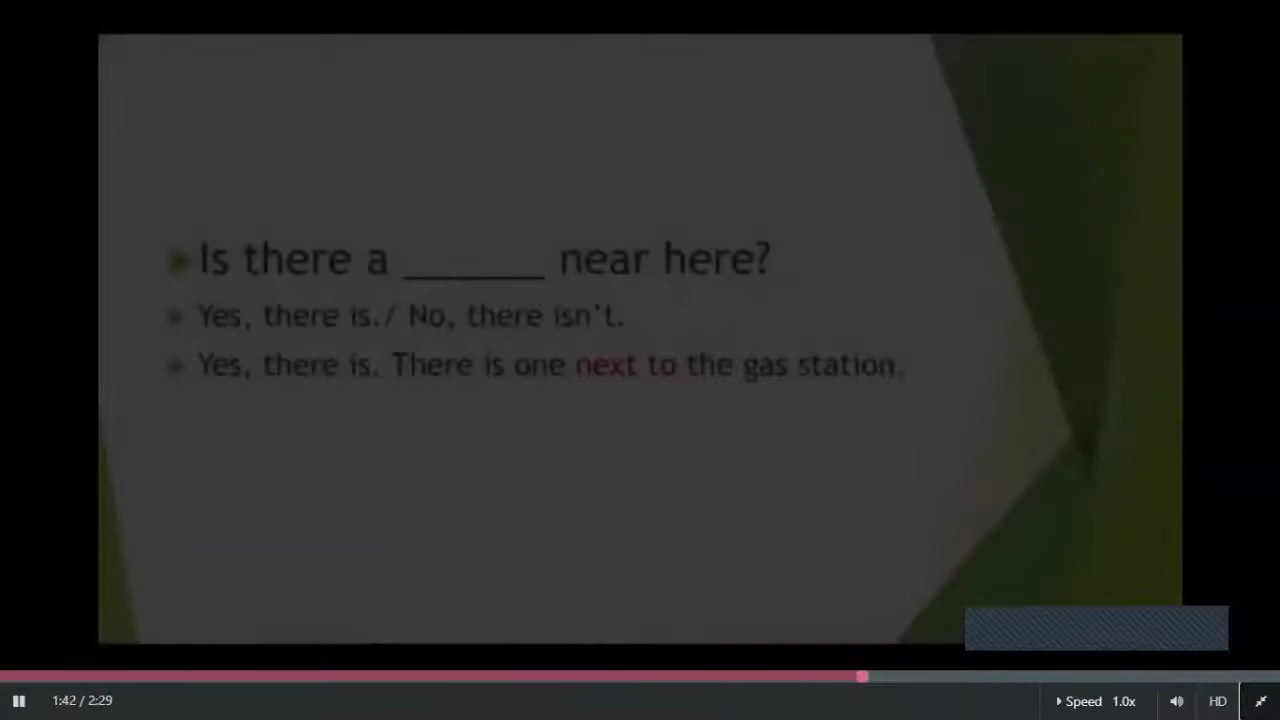 Is there a ______ near here?
Yes, there is./ No, there isn't.
Yes, there is. There is one next to the gas station.
1:42 / 2:29
Speed 1.0x
HD